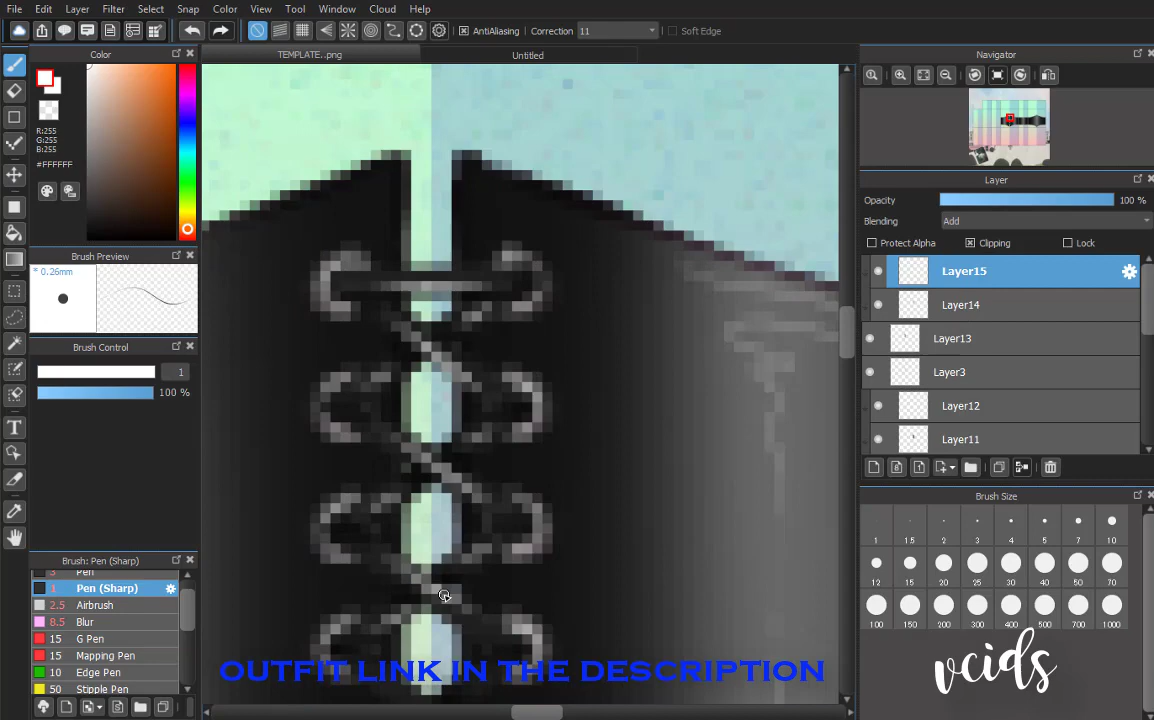 File Edit Layer Filter Select Snap Color View Tool Window Cloud Help
AntiAliasing Correction 11 Soft Edge
Color
TEMPLATE..png
Untitled
Navigator
R:255
G:255
B:255
#FFFFFF
Layer
Opacity 100 %
Blending Add
Protect Alpha Clipping Lock
Brush Preview
* 0.26mm
Layer15
Layer14
Layer13
Layer3
Layer12
Layer11
Brush Control
1
100 %
T
Brush Size
1 1.5 2 3 4 5 7 10
12 15 20 25 30 40 50 70
100 150 200 300 400 500 700 1000
Brush: Pen (Sharp)
3 Pen
1 Pen (Sharp)
2.5 Airbrush
8.5 Blur
15 G Pen
15 Mapping Pen
10 Edge Pen
50 Stipple Pen
OUTFIT LINK IN THE DESCRIPTION
vcids